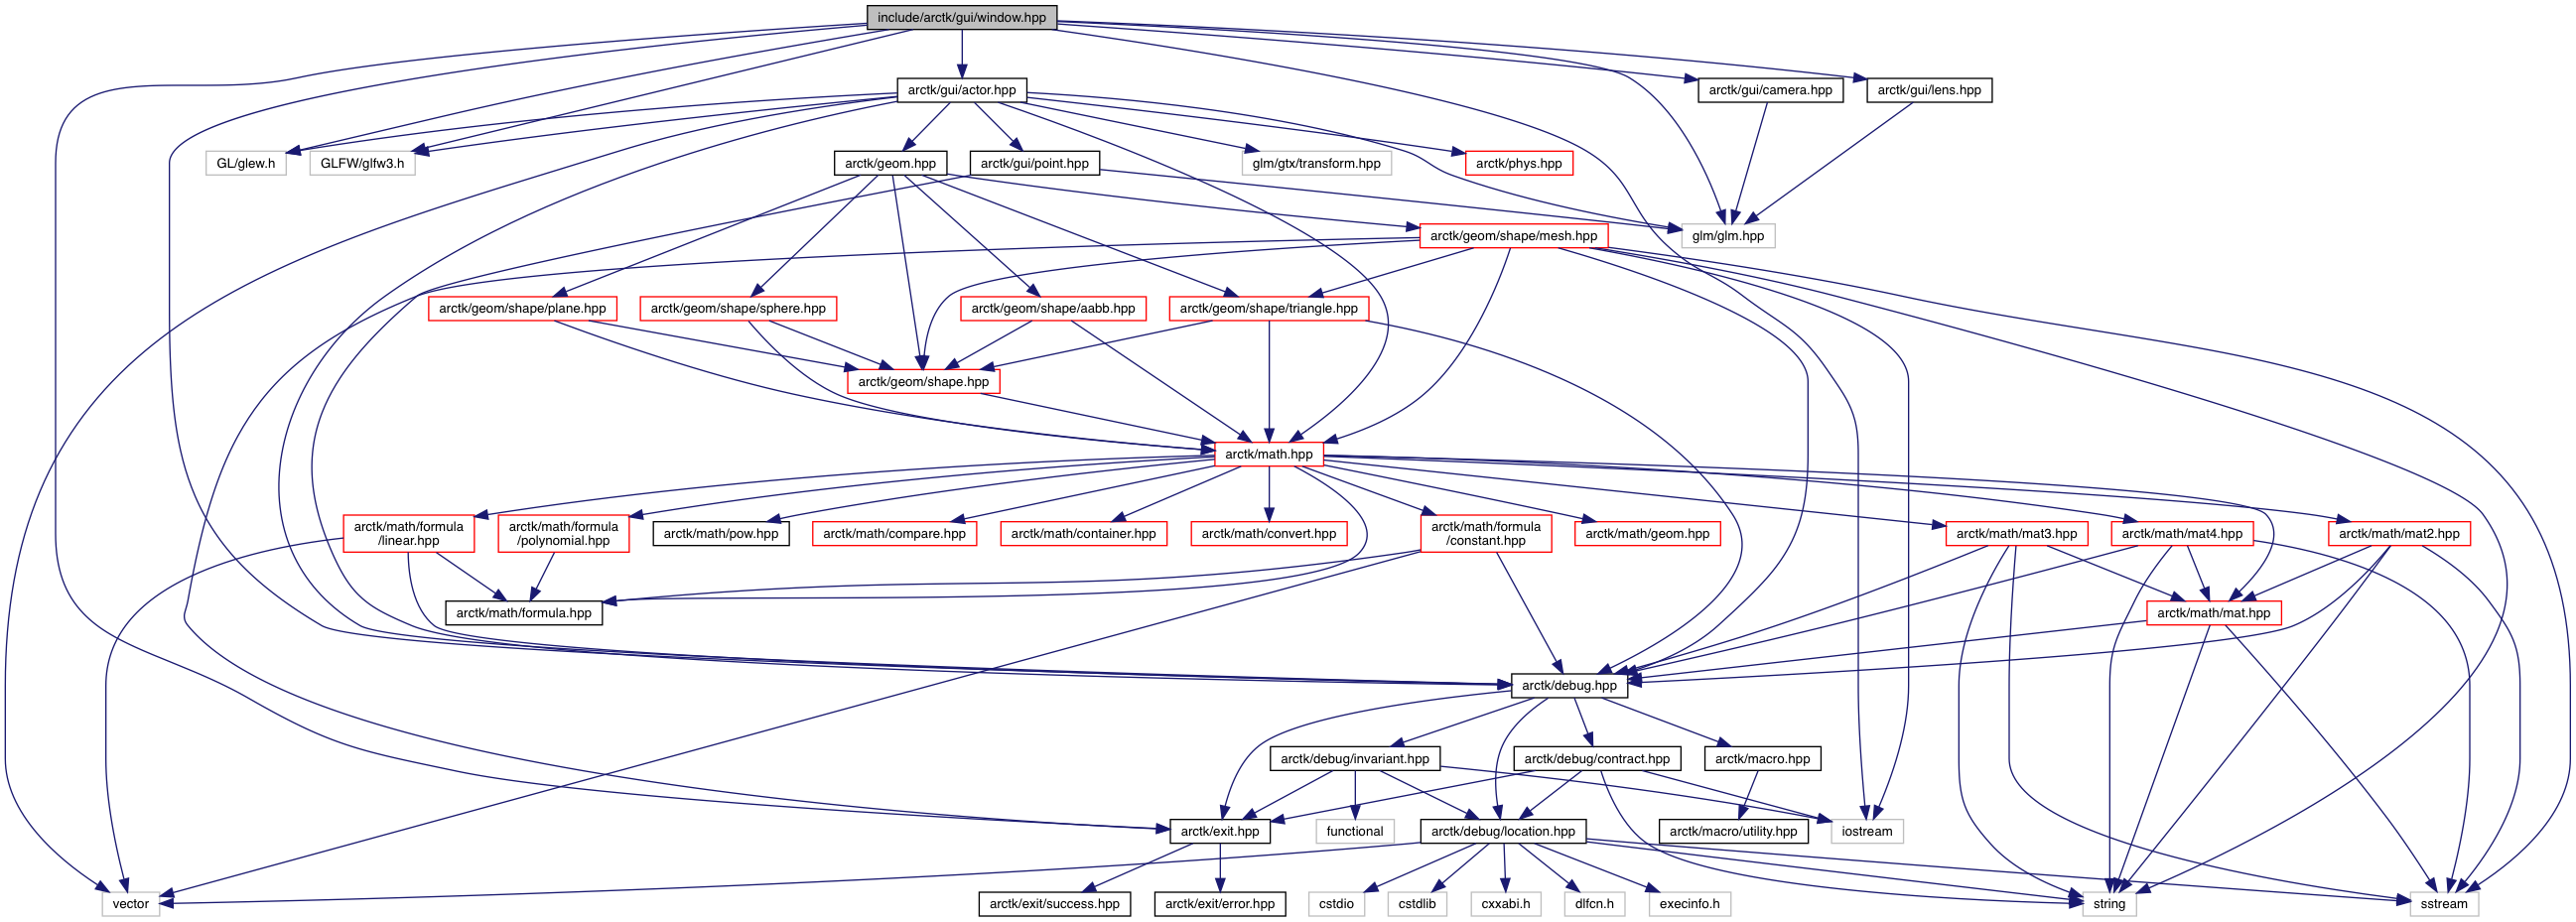 include/arctk/gui/window.hpp
arctk/gui/actor.hpp
arctk/gui/camera.hpp
arctk/gui/lens.hpp
GL/glew.h
GLFW/glfw3.h
arctk/geom.hpp
arctk/gui/point.hpp
glm/gtx/transform.hpp
arctk/phys.hpp
arctk/geom/shape/mesh.hpp
glm/glm.hpp
arctk/geom/shape/plane.hpp
arctk/geom/shape/sphere.hpp
arctk/geom/shape/aabb.hpp
arctk/geom/shape/triangle.hpp
arctk/geom/shape.hpp
arctk/math.hpp
arctk/math/formula
/linear.hpp
arctk/math/formula
/polynomial.hpp
arctk/math/pow.hpp
arctk/math/compare.hpp
arctk/math/container.hpp
arctk/math/convert.hpp
arctk/math/formula
/constant.hpp
arctk/math/geom.hpp
arctk/math/mat3.hpp
arctk/math/mat4.hpp
arctk/math/mat2.hpp
arctk/math/formula.hpp
arctk/math/mat.hpp
arctk/debug.hpp
arctk/debug/invariant.hpp
arctk/debug/contract.hpp
arctk/macro.hpp
arctk/exit.hpp
functional
arctk/debug/location.hpp
arctk/macro/utility.hpp
iostream
vector
arctk/exit/success.hpp
arctk/exit/error.hpp
cstdio
cstdlib
cxxabi.h
dlfcn.h
execinfo.h
string
sstream